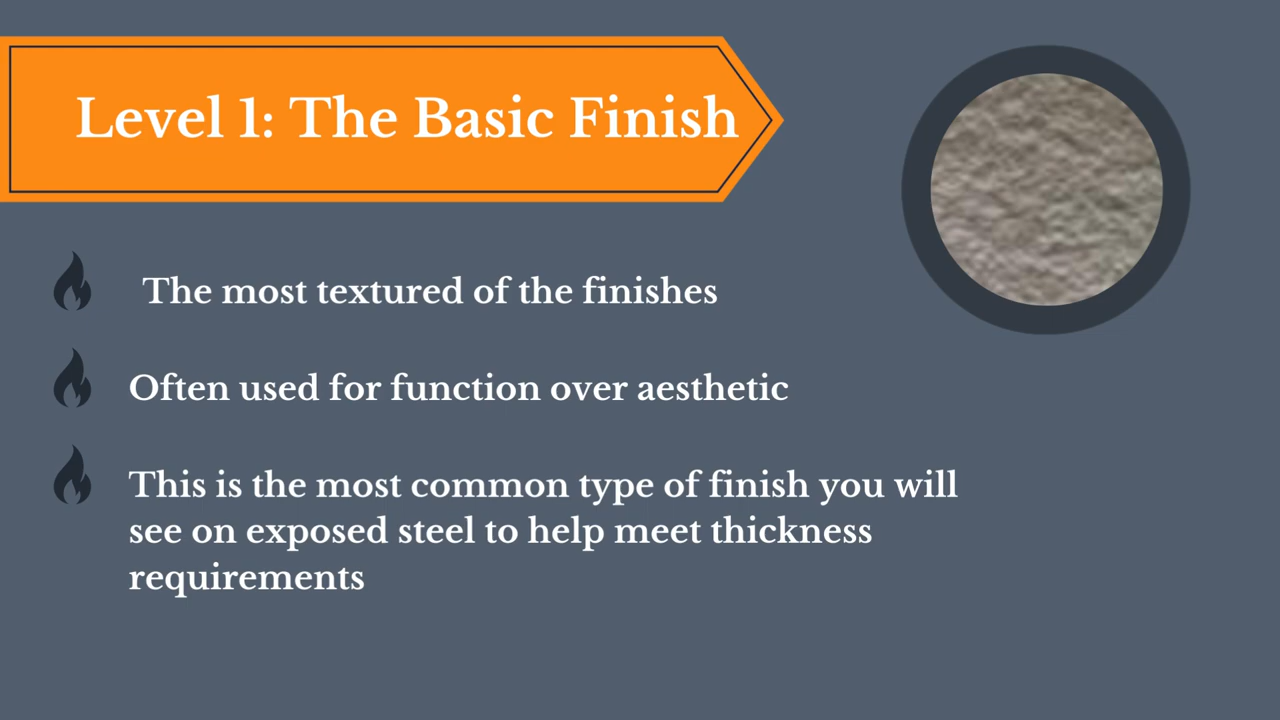 Level 1: The Basic Finish
The most textured of the finishes
Often used for function over aesthetic
This is the most common type of finish you will
see on exposed steel to help meet thickness
requirements